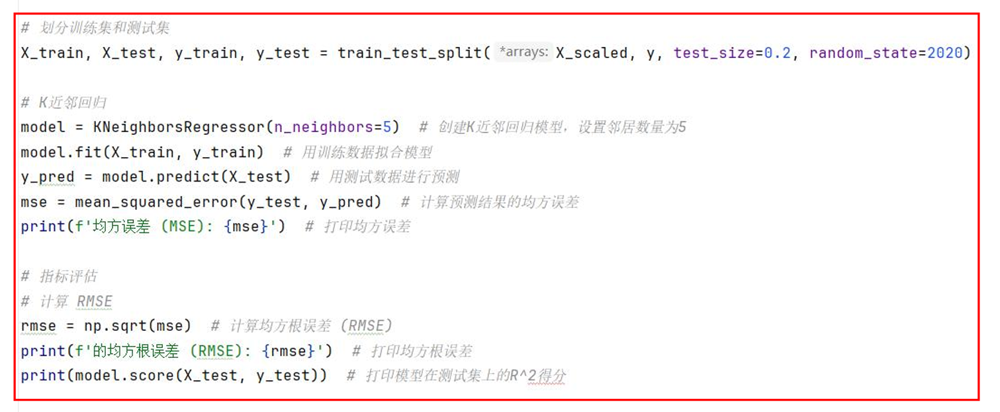 # 划分训练集和测试集
X_train, X_test, y_train, y_test = train_test_split( *arrays: X_scaled, y, test_size=0.2, random_state=2020)
# K近邻回归
model = KNeighborsRegressor(n_neighbors=5)  # 创建K近邻回归模型，设置邻居数量为5
model.fit(X_train, y_train)  # 用训练数据拟合模型
y_pred = model.predict(X_test)  # 用测试数据进行预测
mse = mean_squared_error(y_test, y_pred)  # 计算预测结果的均方误差
print(f'均方误差 (MSE): {mse}')  # 打印均方误差
# 指标评估
# 计算 RMSE
rmse = np.sqrt(mse)  # 计算均方根误差 (RMSE)
print(f'的均方根误差 (RMSE): {rmse}')  # 打印均方根误差
print(model.score(X_test, y_test))  # 打印模型在测试集上的R^2得分